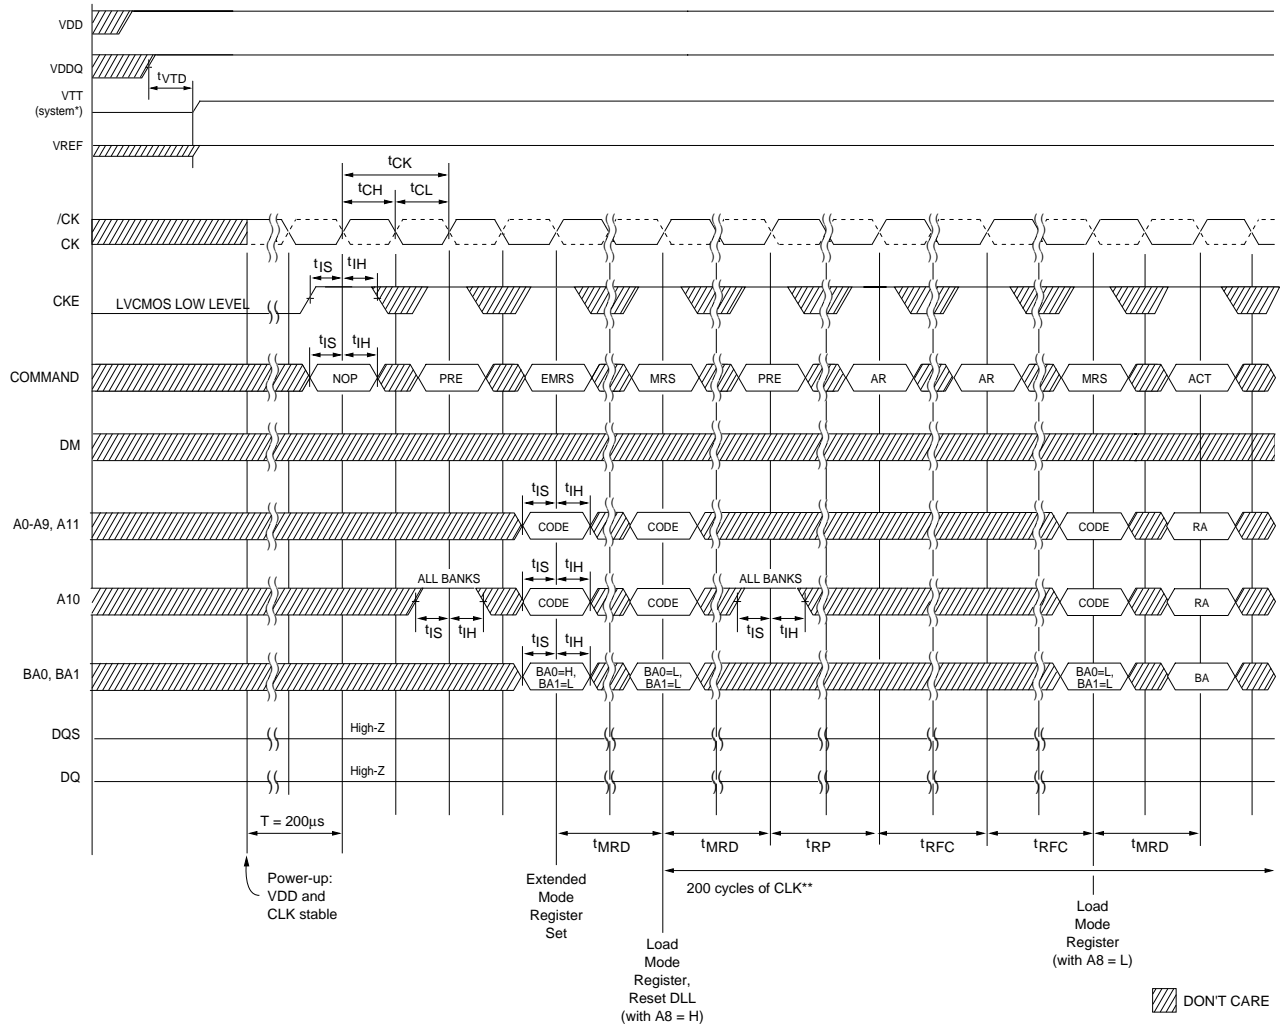 VDD
VDDQ
tVTD
VTT
(system*)
VREF
tCK
tCH
tCL
/CK
CK
tIS
tIH
CKE
LVCMOS LOW LEVEL
tIS
tIH
COMMAND
NOP
PRE
EMRS
MRS
PRE
AR
AR
MRS
ACT
DM
tIS
tIH
A0-A9, A11
CODE
CODE
CODE
RA
ALL BANKS
tIS
tIH
ALL BANKS
A10
CODE
CODE
CODE
RA
tIS
tIH
tIS
tIH
tIS
tIH
BA0, BA1
BA0=H,
BA1=L
BA0=L,
BA1=L
BA0=L,
BA1=L
BA
DQS
High-Z
DQ
High-Z
T = 200μs
tMRD
tMRD
tRP
tRFC
tRFC
tMRD
Power-up:
VDD and
CLK stable
Extended
Mode
Register
Set
200 cycles of CLK**
Load
Mode
Register,
Reset DLL
(with A8 = H)
Load
Mode
Register
(with A8 = L)
DON'T CARE